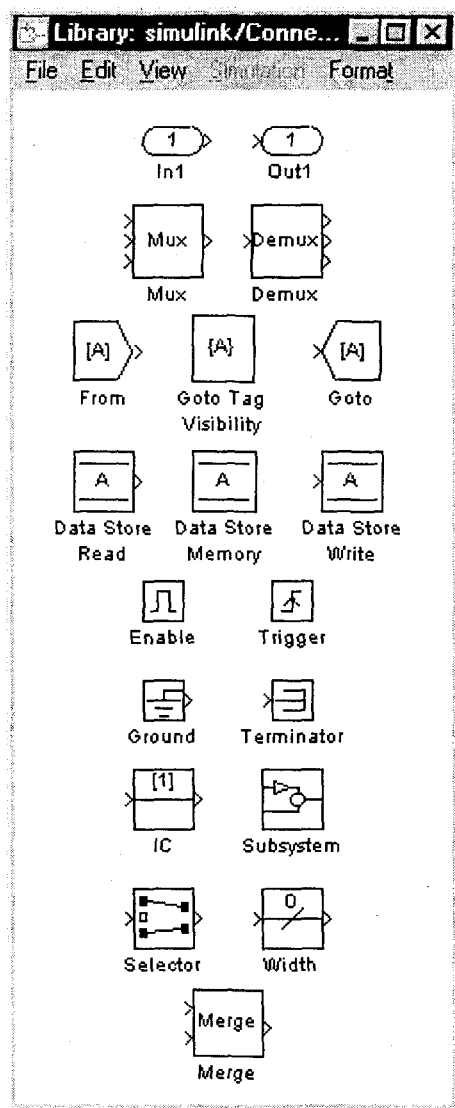 Library: simulink/Conne...
File Edit View Simulation Format
1 1
In1 Out1
Mux Demux
Mux Demux
[A] {A} [A]
From Goto Tag Visibility Goto
A A A
Data Store Read Data Store Memory Data Store Write
Enable Trigger
Ground Terminator
[1]
IC Subsystem
0
Selector Width
Merge
Merge